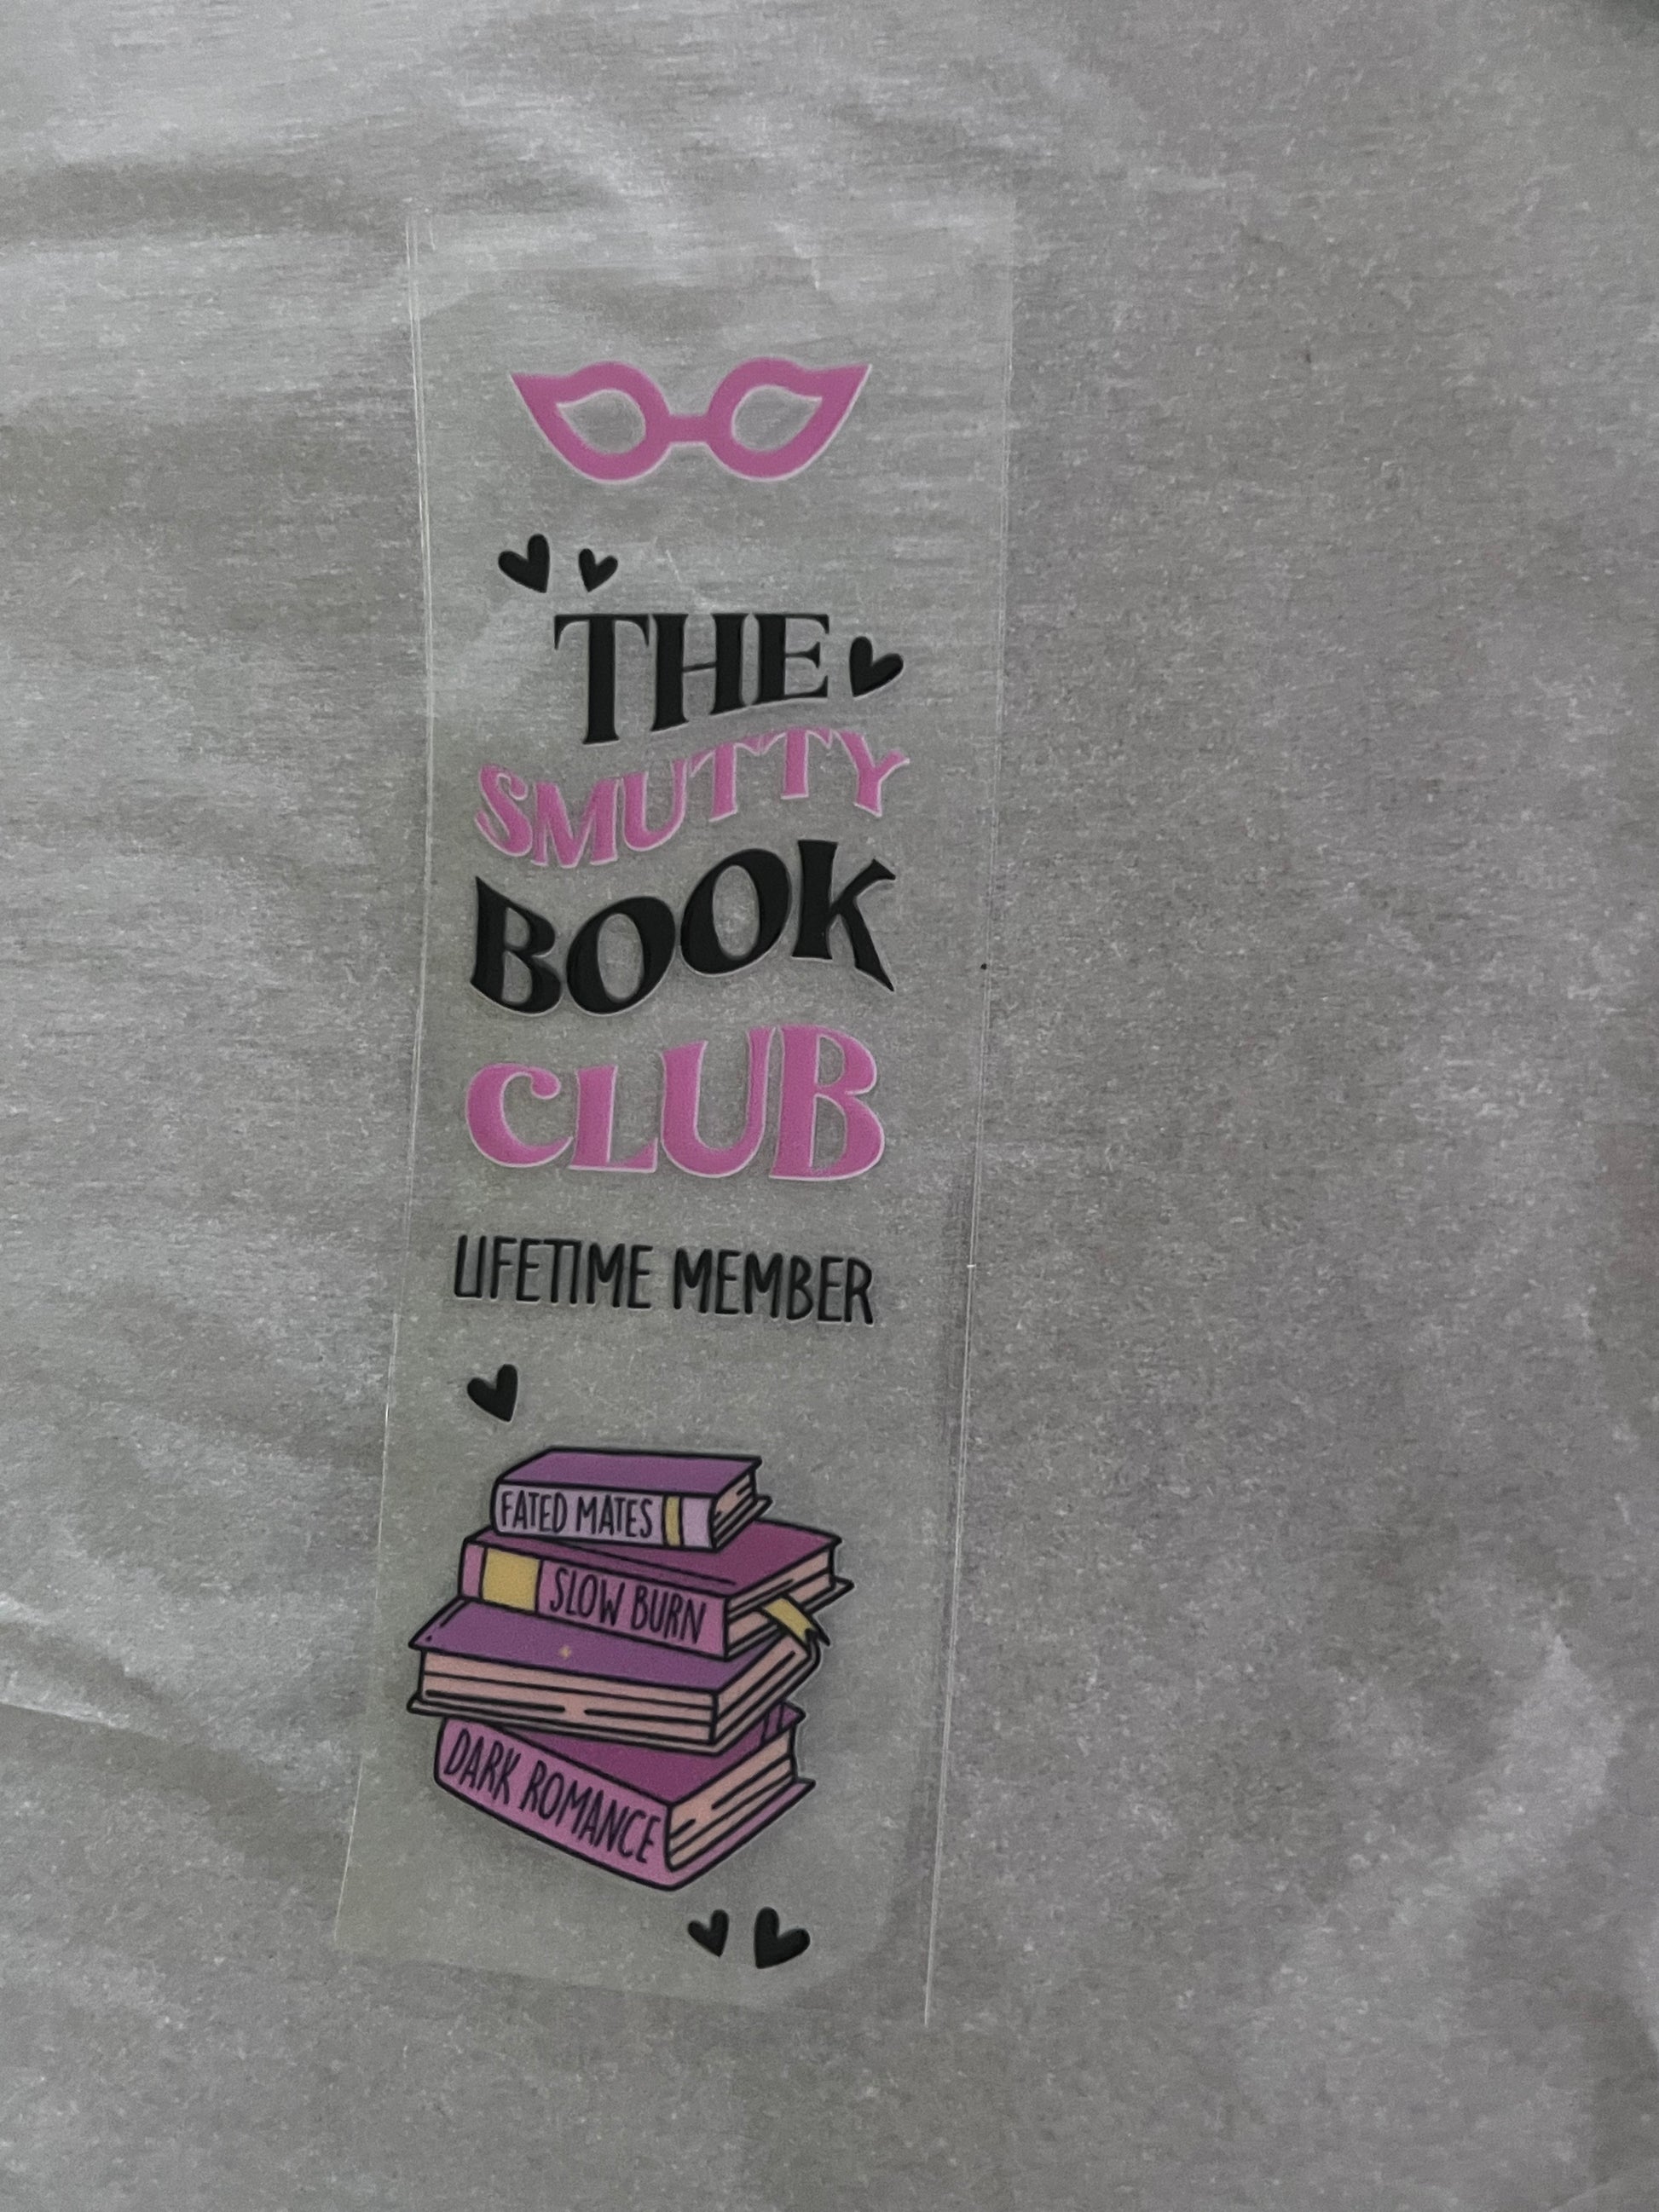 THE
SMUTTY
BOOK
CLUB
LIFETIME MEMBER
FATED MATES
SLOW BURN
DARK ROMANCE